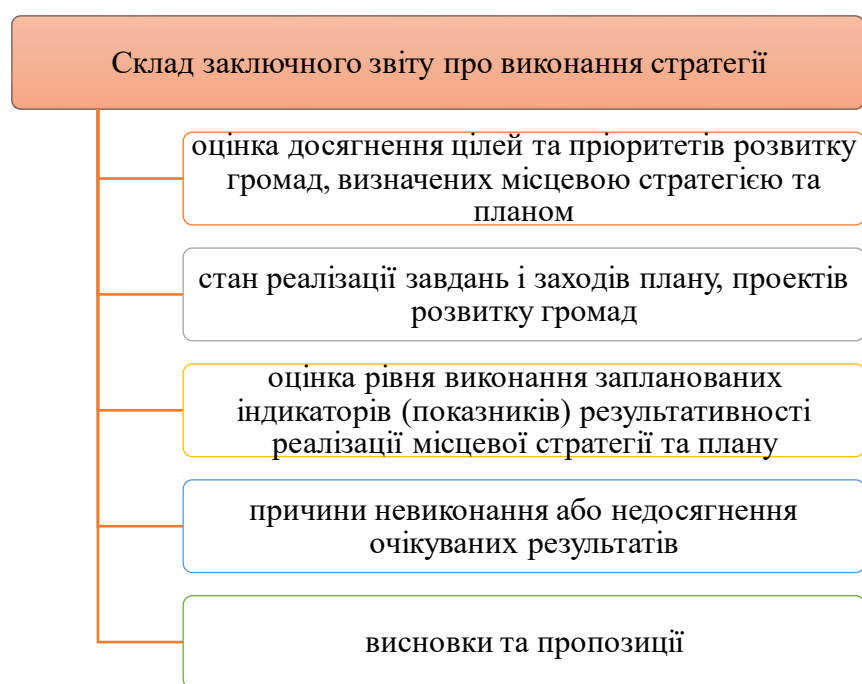 Склад заключного звіту про виконання стратегії
оцінка досягнення цілей та пріоритетів розвитку
громад, визначених місцевою стратегією та
планом
стан реалізації завдань і заходів плану, проектів
розвитку громад
оцінка рівня виконання запланованих
індикаторів (показників) результативності
реалізації місцевої стратегії та плану
причини невиконання або недосягнення
очікуваних результатів
висновки та пропозиції